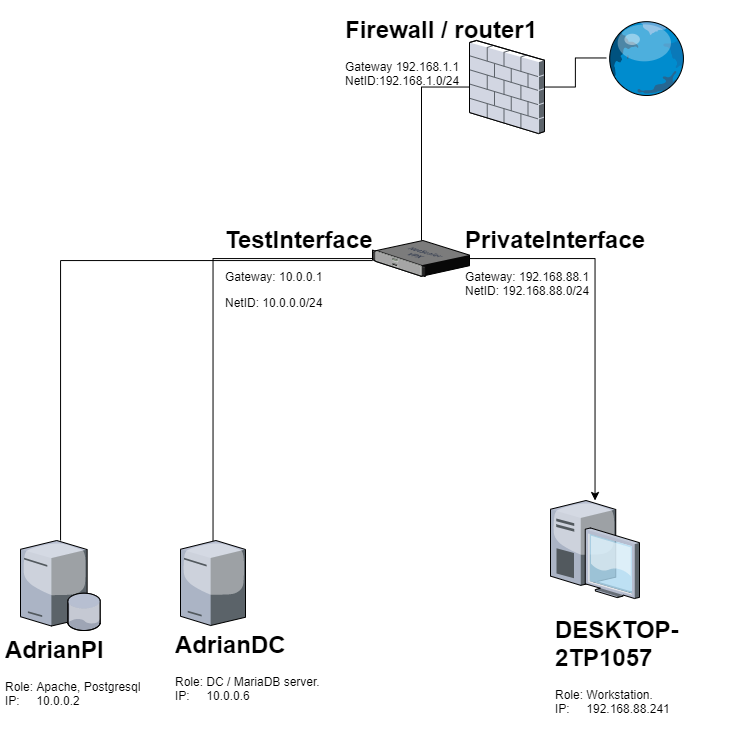 Firewall / router1
Gateway 192.168.1.1
NetID:192.168.1.0/24
TestInterface
Gateway: 10.0.0.1
NetID: 10.0.0.0/24
PrivateInterface
Gateway: 192.168.88.1
NetID: 192.168.88.0/24
AdrianPI
Role: Apache, Postgresql
IP: 10.0.0.2
AdrianDC
Role: DC / MariaDB server.
IP: 10.0.0.6
DESKTOP-
2TP1057
Role: Workstation.
IP: 192.168.88.241